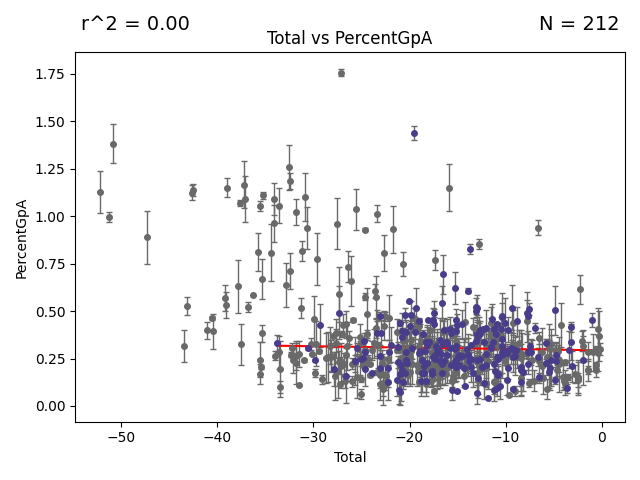 r^2 = 0.00
N = 212
Total vs PercentGpA
PercentGpA
1.75
1.50
1.25
1.00
0.75
0.50
0.25
0.00
−50
−40
−30
−20
−10
0
Total